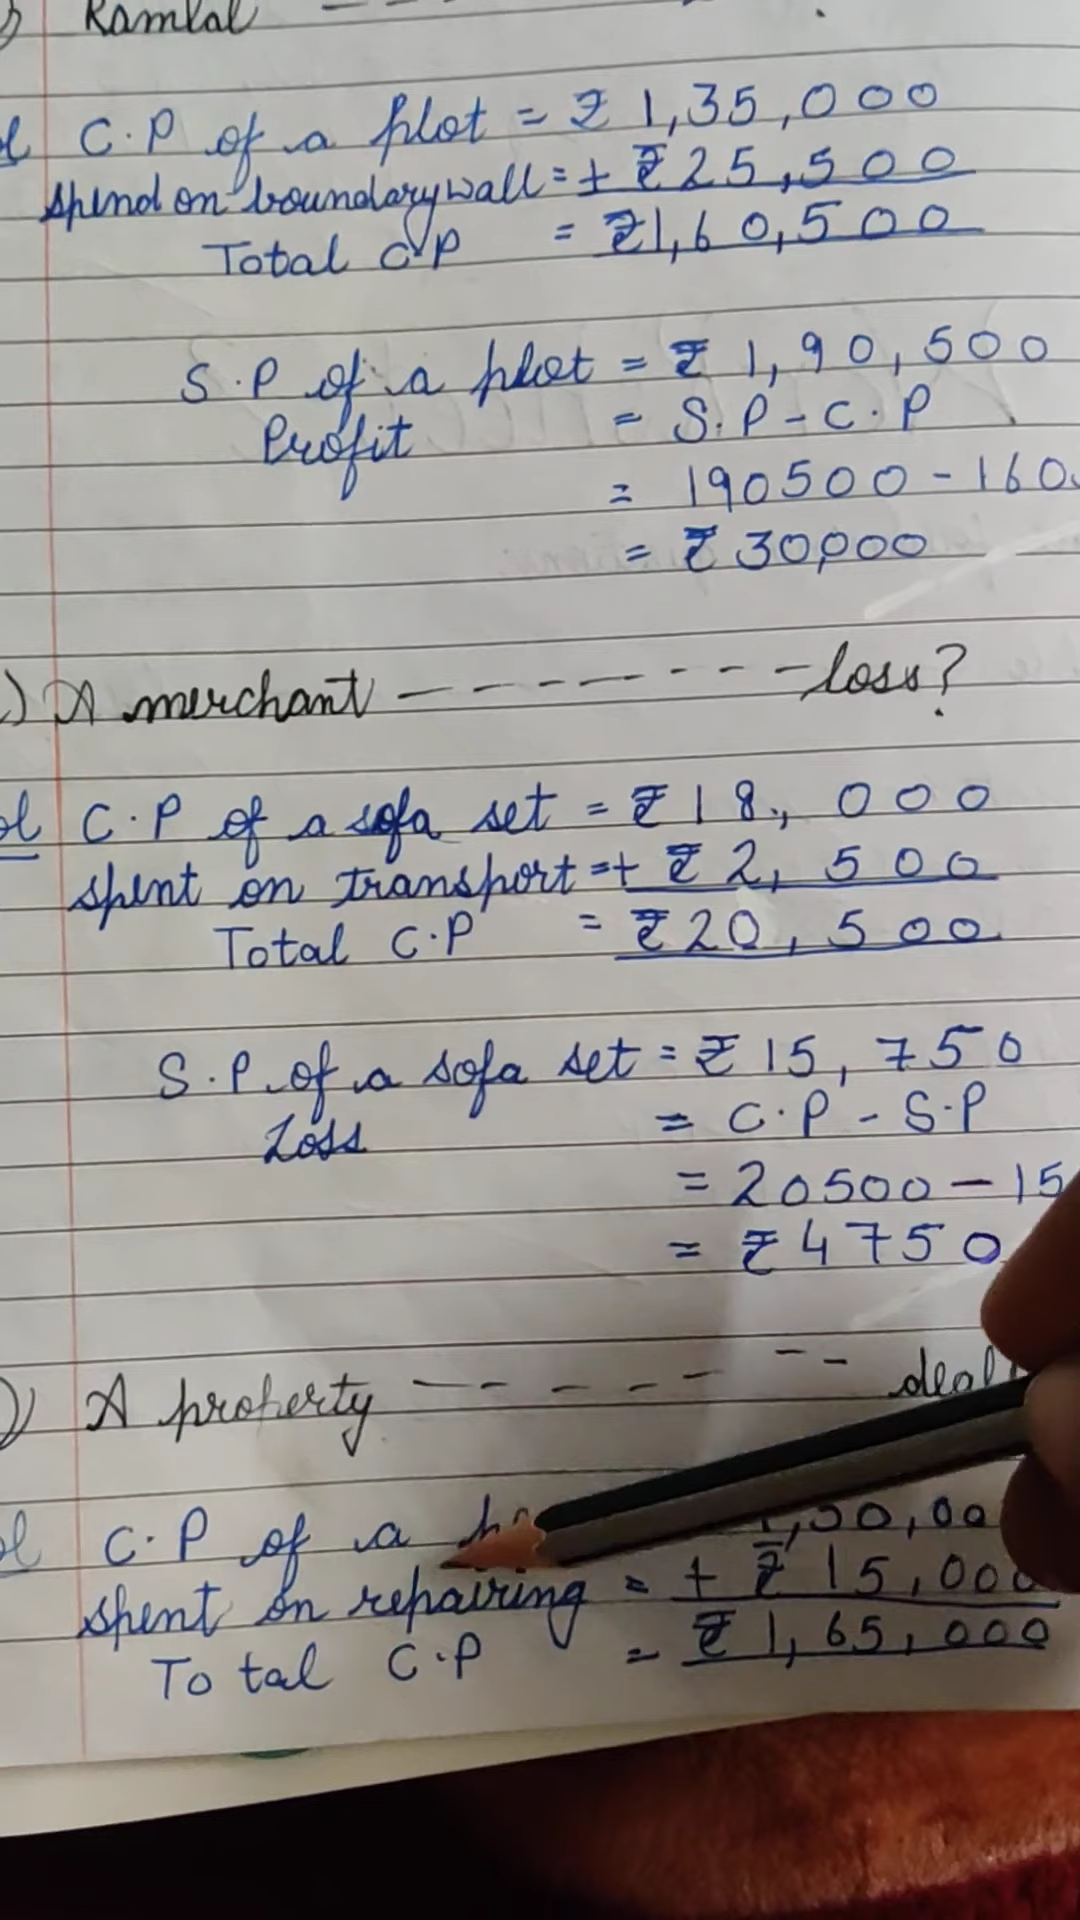 Ramlal - - - -
C.P of a plot = ₹ 1,35,000
spend on boundary wall = + ₹ 25,500
Total C.P = ₹1,60,500
S.P of a plot = ₹ 1,90,500
Profit = S.P - C.P
= 190500 - 160
= ₹ 30,000
) A merchant - - - - - - - - loss?
ol C.P of a sofa set = ₹ 18,000
spent on transport = + ₹ 2,500
Total C.P = ₹20,500
S.P. of a sofa set = ₹ 15,750
Loss = C.P - S.P
= 20500 - 15
= ₹ 4750
) A property - - - - - - - deal
C.P of a
spent on repairing = + ₹ 15,000
Total C.P = ₹ 1,65,000